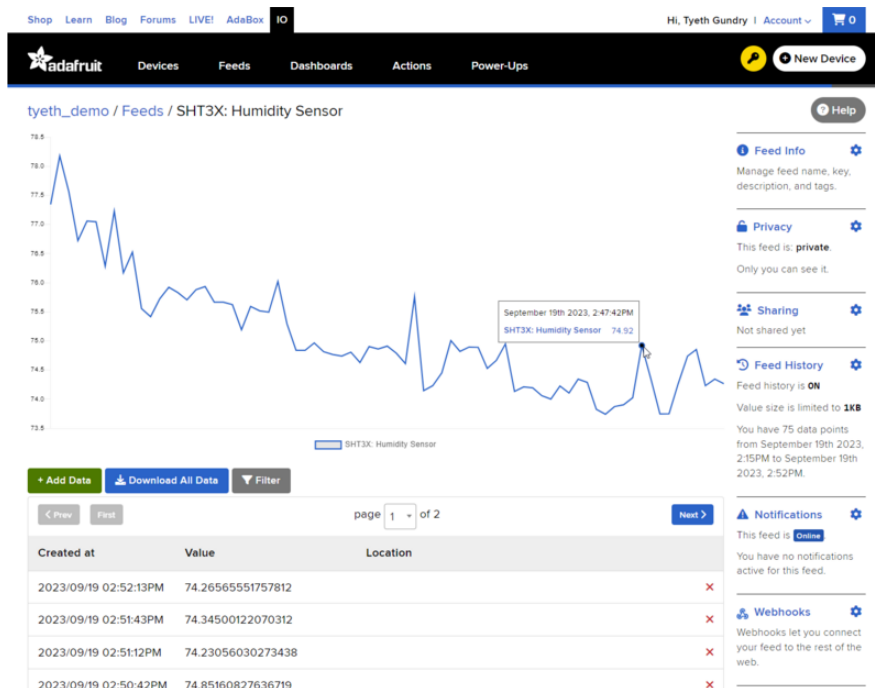 Shop Learn Blog Forums LIVE! AdaBox IO
Hi, Tyeth Gundry | Account
0
adafruit
Devices Feeds Dashboards Actions Power-Ups
New Device
tyeth_demo / Feeds / SHT3X: Humidity Sensor
Help
78.5
78.0
77.5
77.0
76.5
76.0
75.5
75.0
74.5
74.0
73.5
September 19th 2023, 2:47:42PM
SHT3X: Humidity Sensor 74.92
SHT3X: Humidity Sensor
+ Add Data
Download All Data
Filter
Prev
First
page 1 of 2
Next
Created at Value Location
2023/09/19 02:52:13PM 74.26565551757812
2023/09/19 02:51:43PM 74.34500122070312
2023/09/19 02:51:12PM 74.23056030273438
2023/09/19 02:50:42PM 74.85160827636719
Feed Info
Manage feed name, key,
description, and tags.
Privacy
This feed is: private.
Only you can see it.
Sharing
Not shared yet
Feed History
Feed history is ON
Value size is limited to 1KB
You have 75 data points
from September 19th 2023,
2:15PM to September 19th
2023, 2:52PM.
Notifications
This feed is Online.
You have no notifications
active for this feed.
Webhooks
Webhooks let you connect
your feed to the rest of the
web.